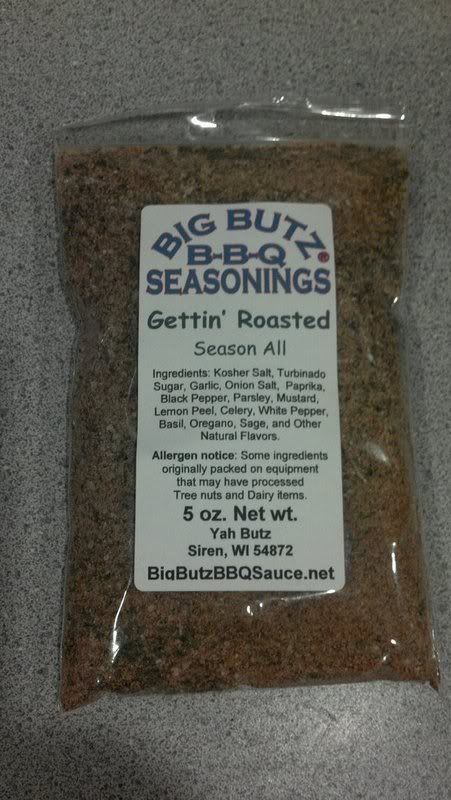 BIG BUTZ®
B-B-Q
SEASONINGS
Gettin' Roasted
Season All
Ingredients: Kosher Salt, Turbinado
Sugar, Garlic, Onion Salt, Paprika,
Black Pepper, Parsley, Mustard,
Lemon Peel, Celery, White Pepper,
Basil, Oregano, Sage, and Other
Natural Flavors.
Allergen notice: Some ingredients
originally packed on equipment
that may have processed
Tree nuts and Dairy items.
5 oz. Net wt.
Yah Butz
Siren, WI 54872
BigButzBBQSauce.net